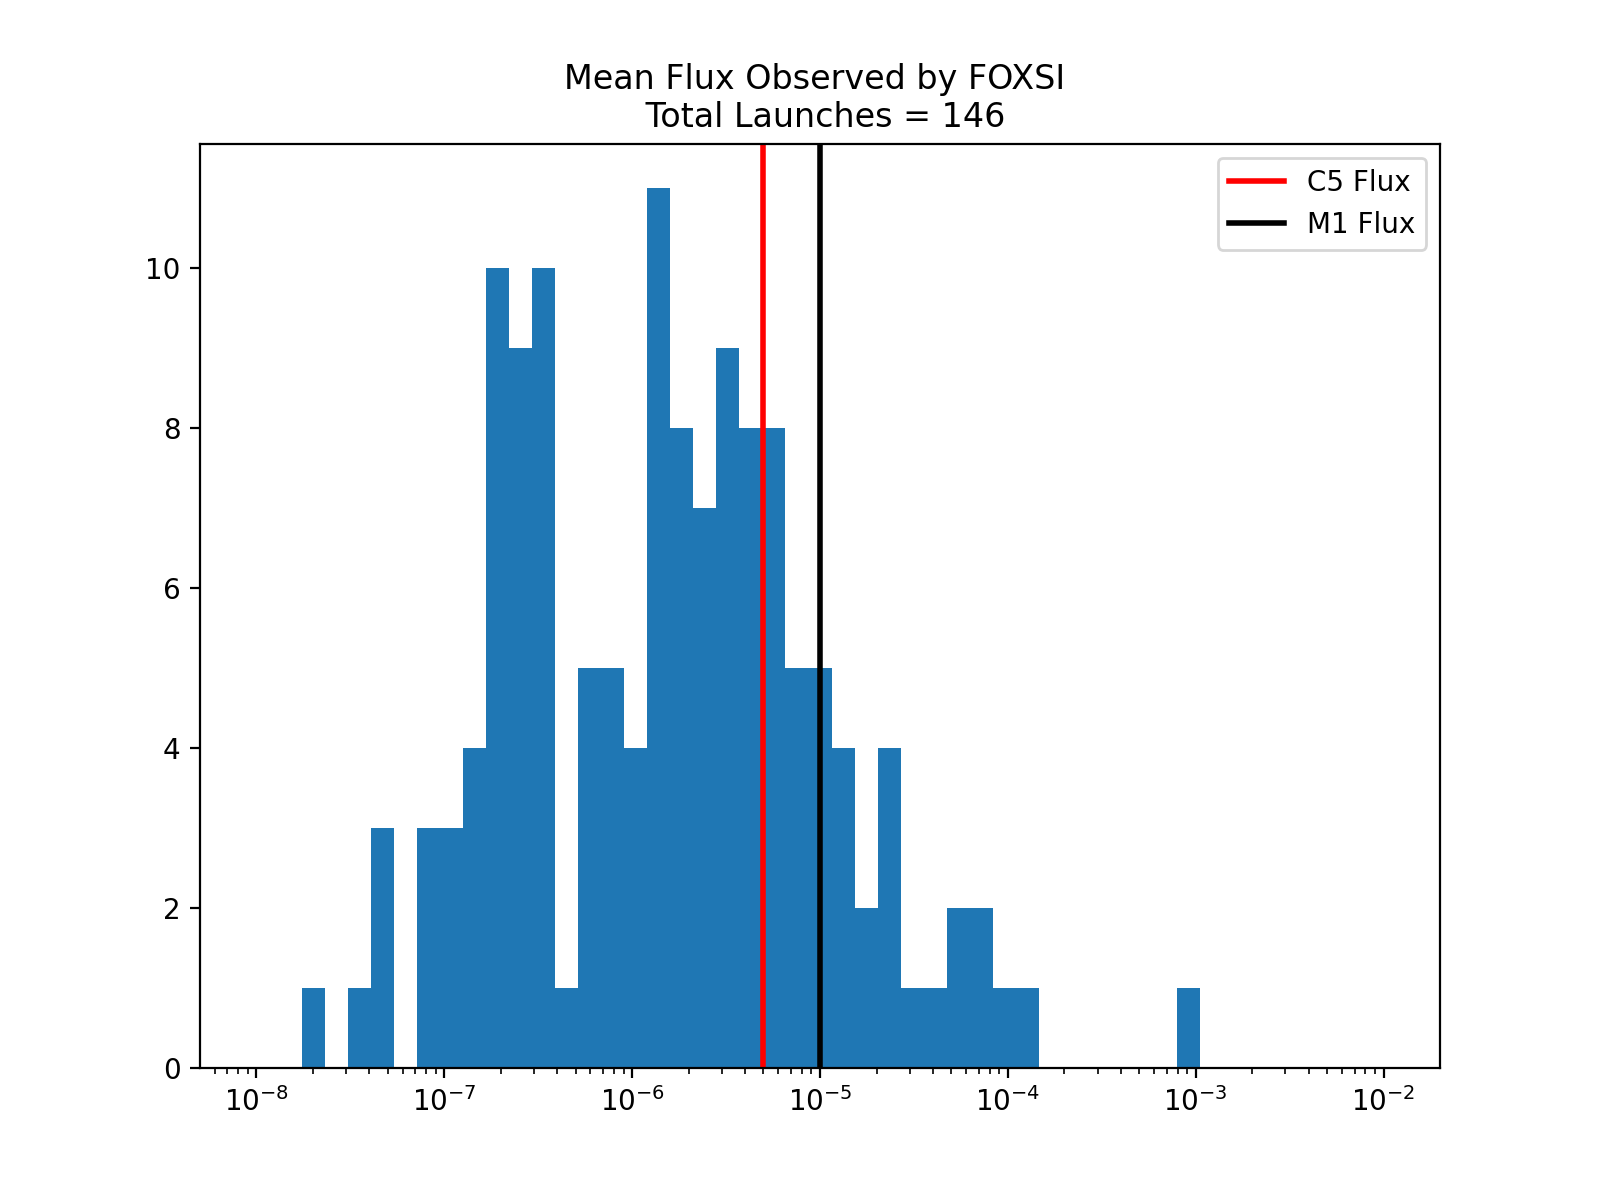 Mean Flux Observed by FOXSI
Total Launches = 146
C5 Flux
M1 Flux
10
8
6
4
2
0
10⁻⁸ 10⁻⁷ 10⁻⁶ 10⁻⁵ 10⁻⁴ 10⁻³ 10⁻²